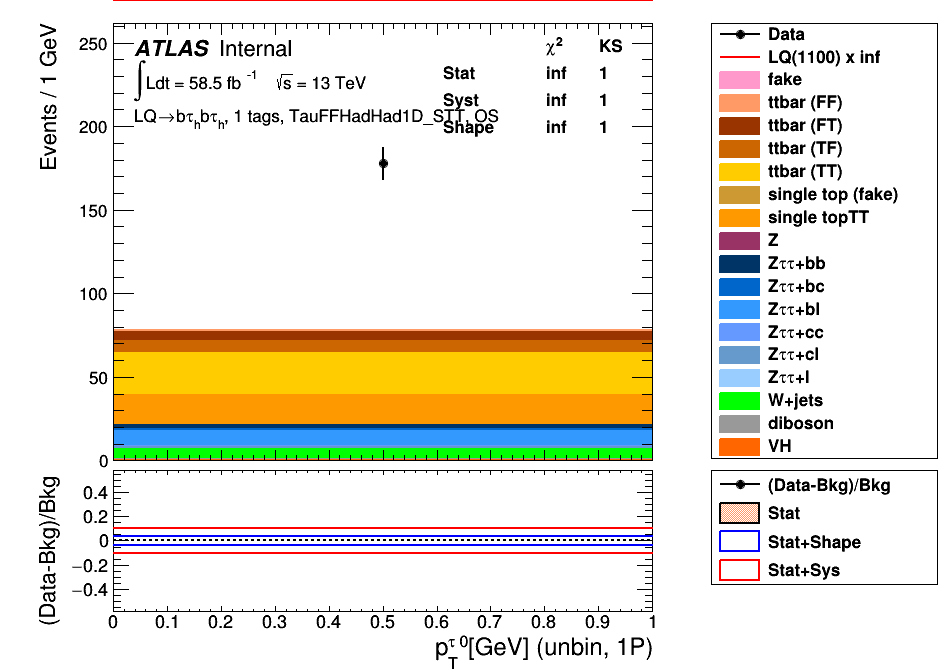 Events / 1 GeV
250
200
150
100
50
0
ATLAS Internal
∫Ldt = 58.5 fb⁻¹ √s = 13 TeV
LQ→bτₕbτₕ, 1 tags, TauFFHadHad1D_STT, OS
χ² KS
Stat inf 1
Syst inf 1
Shape inf 1
Data
LQ(1100) x inf
fake
ttbar (FF)
ttbar (FT)
ttbar (TF)
ttbar (TT)
single top (fake)
single topTT
Z
Zττ+bb
Zττ+bc
Zττ+bl
Zττ+cc
Zττ+cl
Zττ+l
W+jets
diboson
VH
(Data-Bkg)/Bkg
0.4
0.2
0
−0.2
−0.4
0 0.1 0.2 0.3 0.4 0.5 0.6 0.7 0.8 0.9 1
p_T^τ 0[GeV] (unbin, 1P)
(Data-Bkg)/Bkg
Stat
Stat+Shape
Stat+Sys